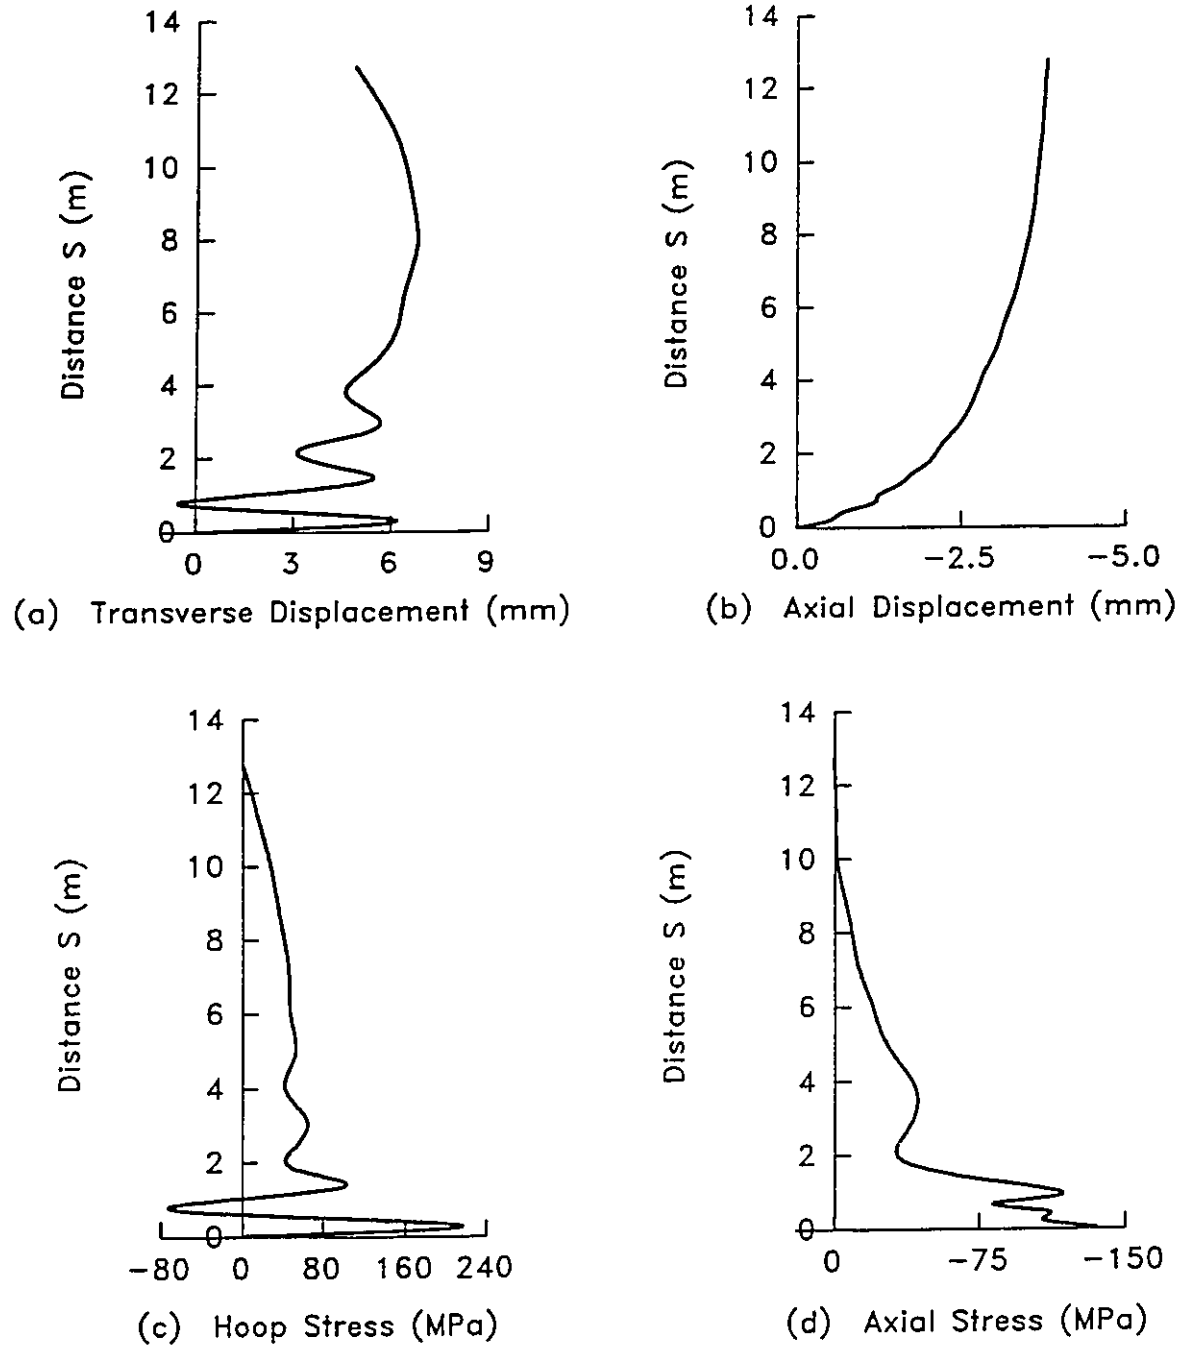 14
12
10
8
6
4
2
0
Distance S (m)
0 3 6 9
(a) Transverse Displacement (mm)
14
12
10
8
6
4
2
0
Distance S (m)
0.0 −2.5 −5.0
(b) Axial Displacement (mm)
14
12
10
8
6
4
2
0
Distance S (m)
−80 0 80 160 240
(c) Hoop Stress (MPa)
14
12
10
8
6
4
2
0
Distance S (m)
0 −75 −150
(d) Axial Stress (MPa)